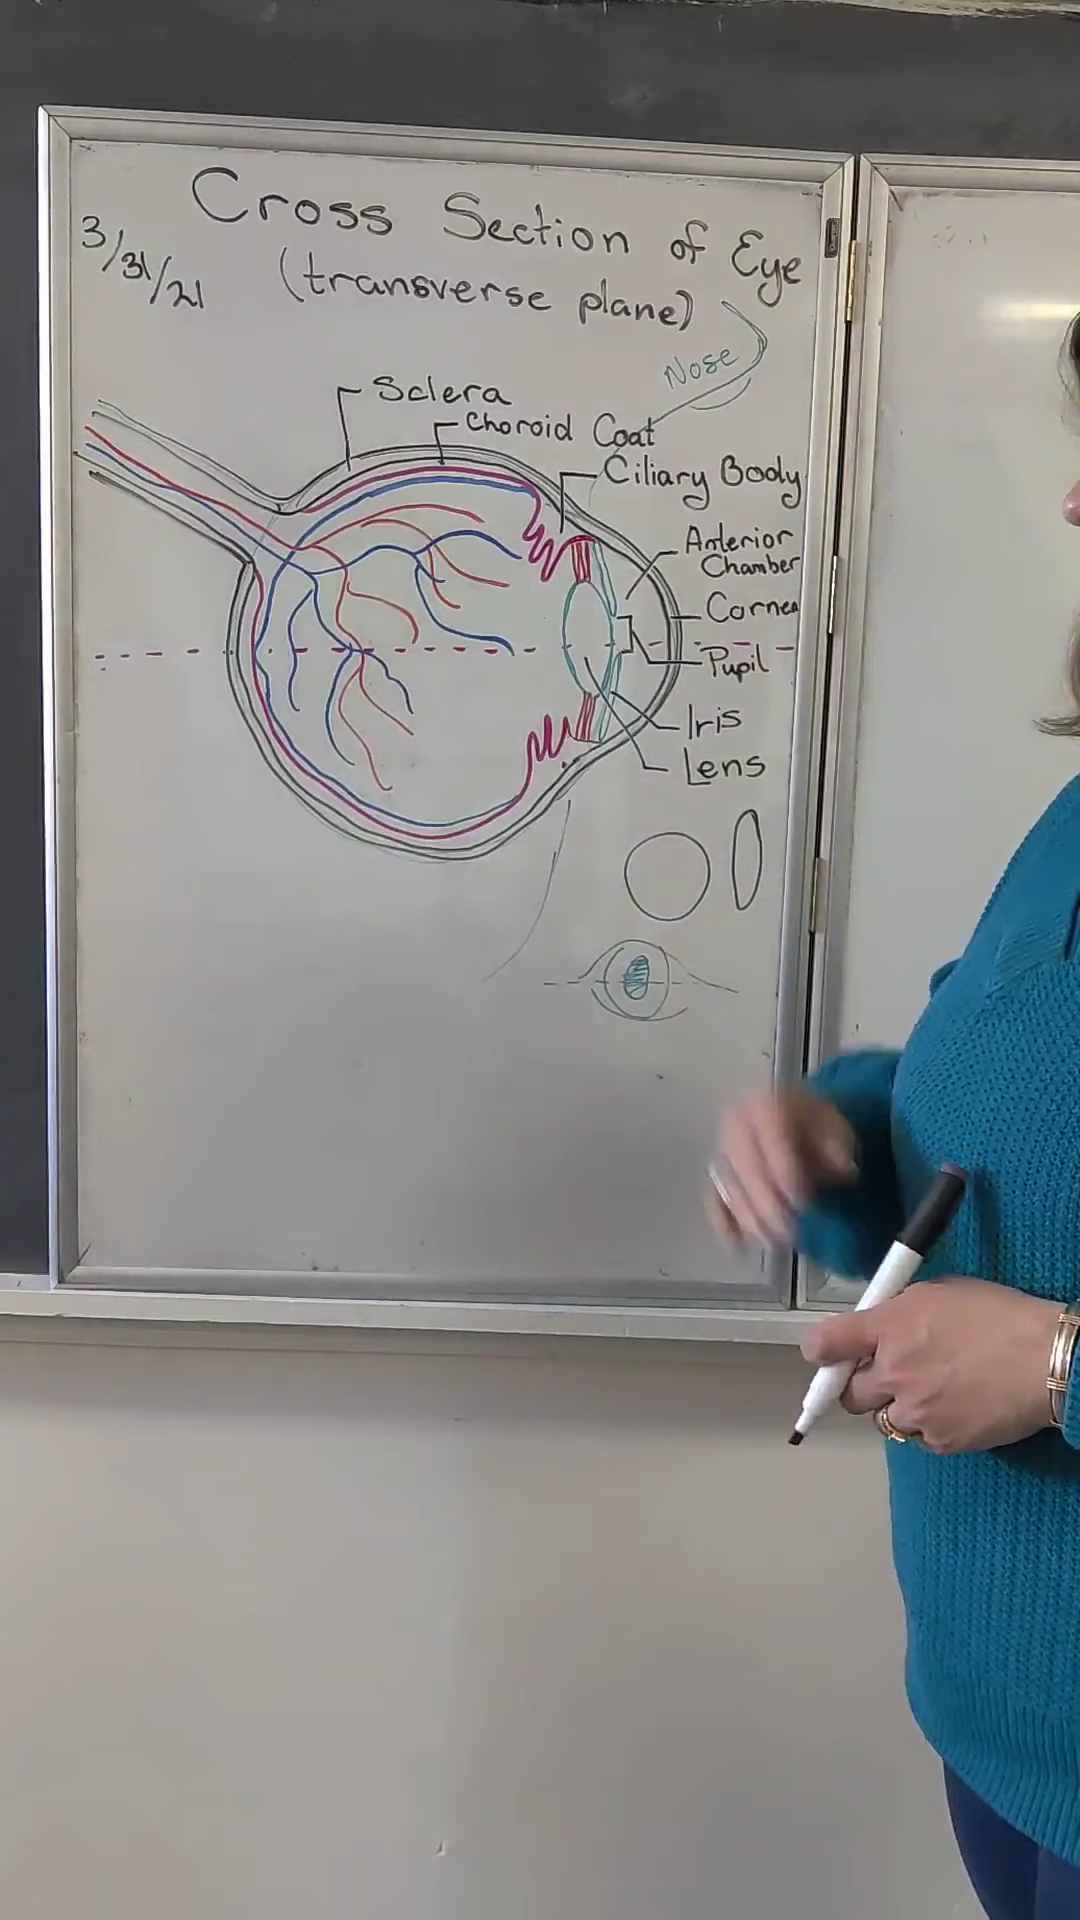 Cross Section of Eye
3/31/21
(transverse plane)
Nose
Sclera
Choroid Coat
Ciliary Body
Anterior
Chamber
Cornea
Pupil
Iris
Lens